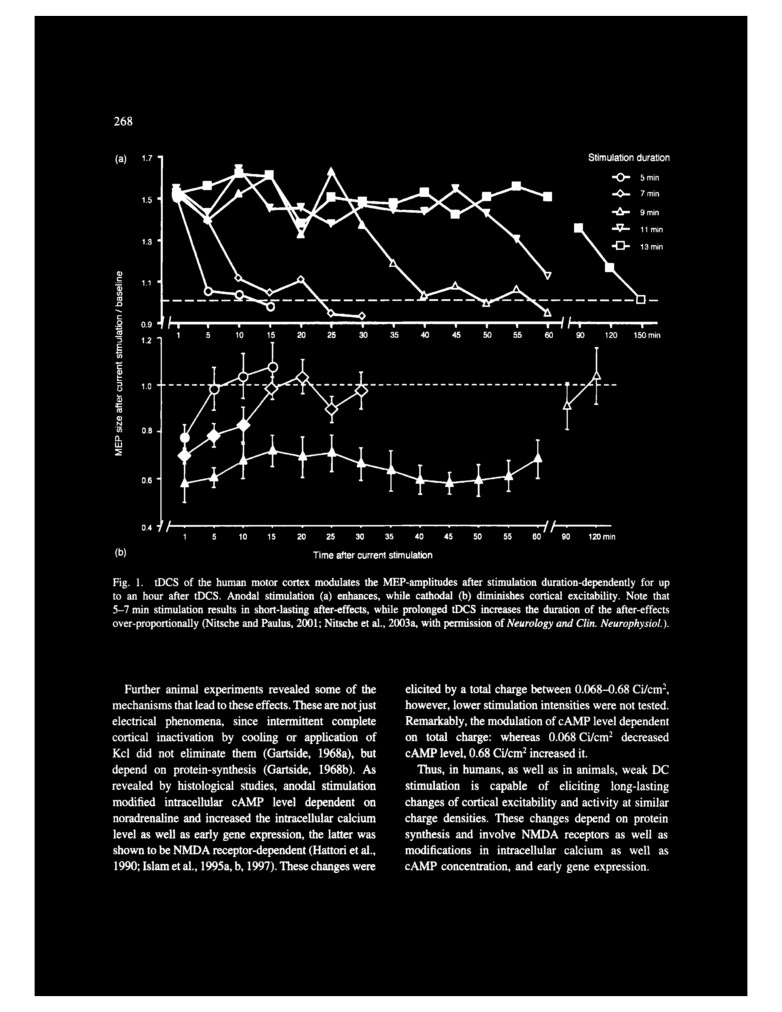 268
(a)
Stimulation duration
5 min
7 min
9 min
11 min
13 min
1.7
1.5
1.3
1.1
0.9
1 5 10 15 20 25 30 35 40 45 50 55 60 90 120 150 min
MEP size after current stmulation / baseline
1.2
1.0
0.8
0.6
0.4
1 5 10 15 20 25 30 35 40 45 50 55 60 90 120 min
(b)
Time after current stimulation
Fig. 1. tDCS of the human motor cortex modulates the MEP-amplitudes after stimulation duration-dependently for up
to an hour after tDCS. Anodal stimulation (a) enhances, while cathodal (b) diminishes cortical excitability. Note that
5–7 min stimulation results in short-lasting after-effects, while prolonged tDCS increases the duration of the after-effects
over-proportionally (Nitsche and Paulus, 2001; Nitsche et al., 2003a, with permission of Neurology and Clin. Neurophysiol.).
Further animal experiments revealed some of the
mechanisms that lead to these effects. These are not just
electrical phenomena, since intermittent complete
cortical inactivation by cooling or application of
Kcl did not eliminate them (Gartside, 1968a), but
depend on protein-synthesis (Gartside, 1968b). As
revealed by histological studies, anodal stimulation
modified intracellular cAMP level dependent on
noradrenaline and increased the intracellular calcium
level as well as early gene expression, the latter was
shown to be NMDA receptor-dependent (Hattori et al.,
1990; Islam et al., 1995a, b, 1997). These changes were
elicited by a total charge between 0.068–0.68 Ci/cm²,
however, lower stimulation intensities were not tested.
Remarkably, the modulation of cAMP level dependent
on total charge: whereas 0.068 Ci/cm² decreased
cAMP level, 0.68 Ci/cm² increased it.
Thus, in humans, as well as in animals, weak DC
stimulation is capable of eliciting long-lasting
changes of cortical excitability and activity at similar
charge densities. These changes depend on protein
synthesis and involve NMDA receptors as well as
modifications in intracellular calcium as well as
cAMP concentration, and early gene expression.